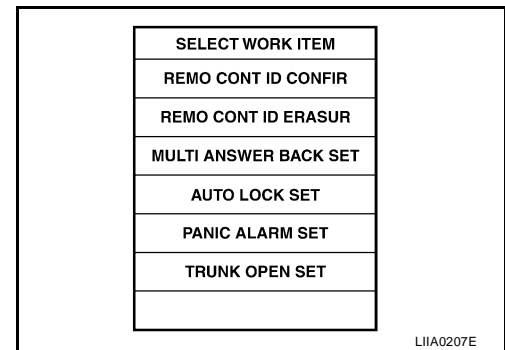 SELECT WORK ITEM
REMO CONT ID CONFIR
REMO CONT ID ERASUR
MULTI ANSWER BACK SET
AUTO LOCK SET
PANIC ALARM SET
TRUNK OPEN SET
LIIA0207E